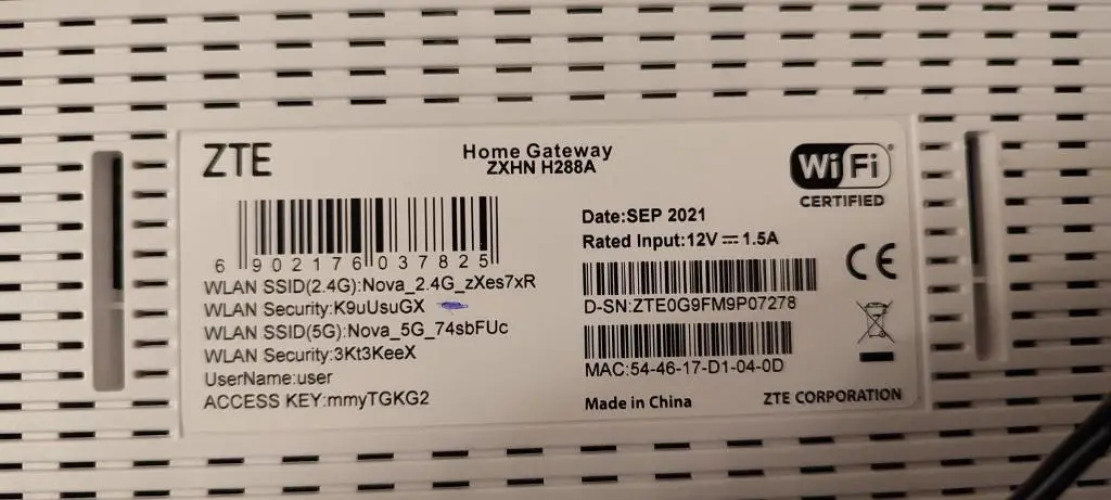 ZTE
Home Gateway
ZXHN H288A
WiFi
CERTIFIED
6 902176 037825
WLAN SSID(2.4G):Nova_2.4G_zXes7xR
WLAN Security:K9uUsuGX
WLAN SSID(5G):Nova_5G_74sbFUc
WLAN Security:3Kt3KeeX
UserName:user
ACCESS KEY:mmyTGKG2
Date:SEP 2021
Rated Input:12V ⎓ 1.5A
D-SN:ZTE0G9FM9P07278
MAC:54-46-17-D1-04-0D
Made in China
CE
ZTE CORPORATION